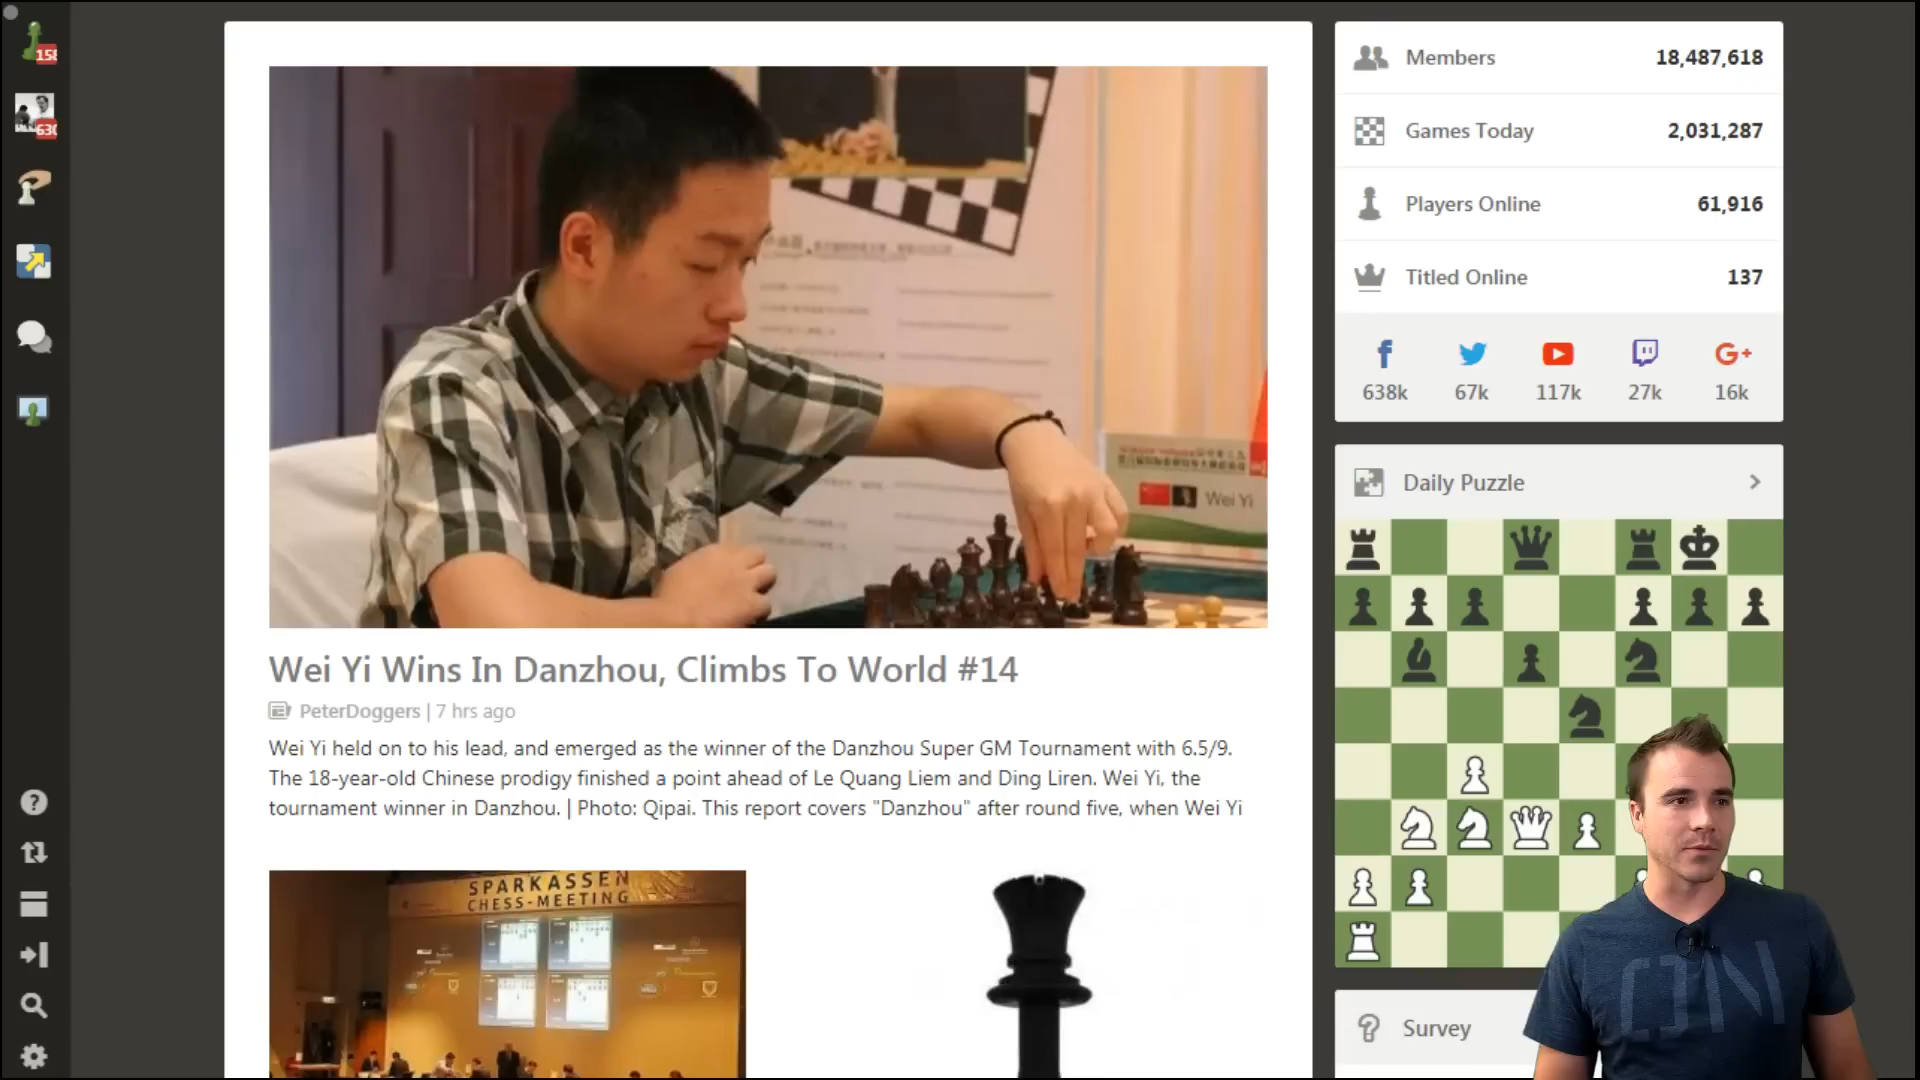 158
630
Wei Yi
Wei Yi Wins In Danzhou, Climbs To World #14
PeterDoggers | 7 hrs ago
Wei Yi held on to his lead, and emerged as the winner of the Danzhou Super GM Tournament with 6.5/9.
The 18-year-old Chinese prodigy finished a point ahead of Le Quang Liem and Ding Liren. Wei Yi, the
tournament winner in Danzhou. | Photo: Qipai. This report covers "Danzhou" after round five, when Wei Yi
SPARKASSEN
CHESS-MEETING
Members 18,487,618
Games Today 2,031,287
Players Online 61,916
Titled Online 137
638k 67k 117k 27k 16k
Daily Puzzle
Survey
ON